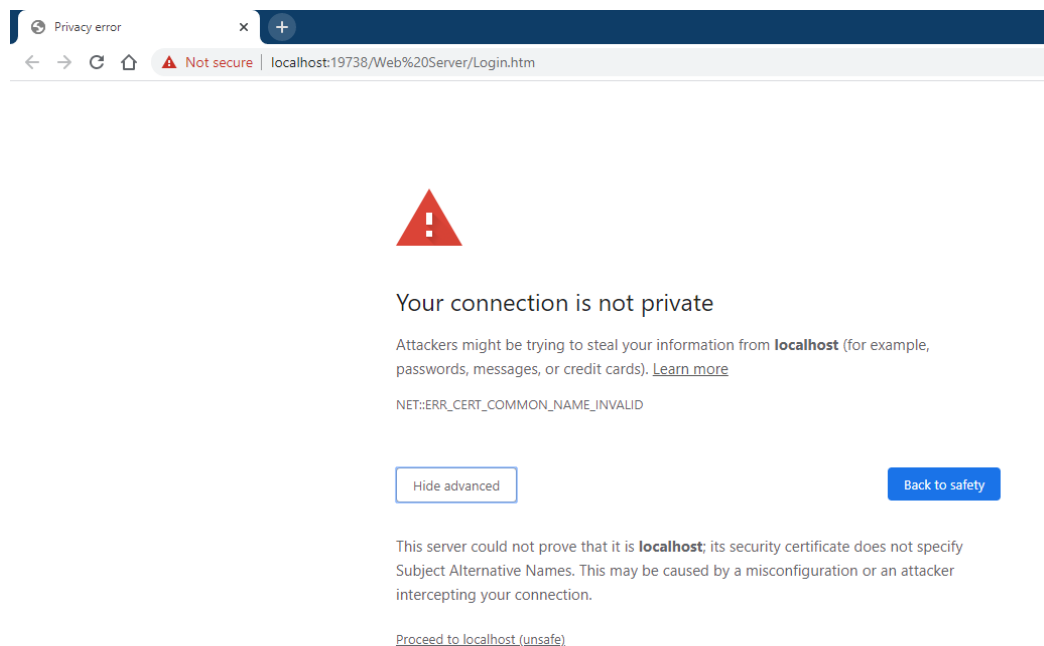 Privacy error
Not secure | localhost:19738/Web%20Server/Login.htm
Your connection is not private
Attackers might be trying to steal your information from localhost (for example,
passwords, messages, or credit cards). Learn more
NET::ERR_CERT_COMMON_NAME_INVALID
Hide advanced
Back to safety
This server could not prove that it is localhost; its security certificate does not specify
Subject Alternative Names. This may be caused by a misconfiguration or an attacker
intercepting your connection.
Proceed to localhost (unsafe)